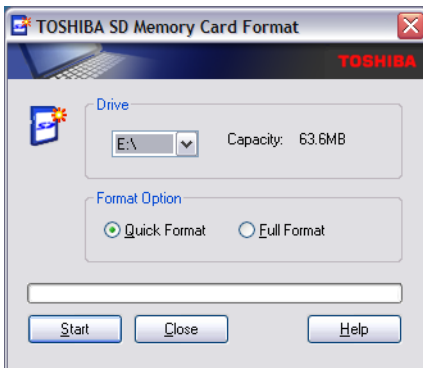 TOSHIBA SD Memory Card Format
TOSHIBA
Drive
E:\
Capacity: 63.6MB
Format Option
Quick Format
Full Format
Start
Close
Help